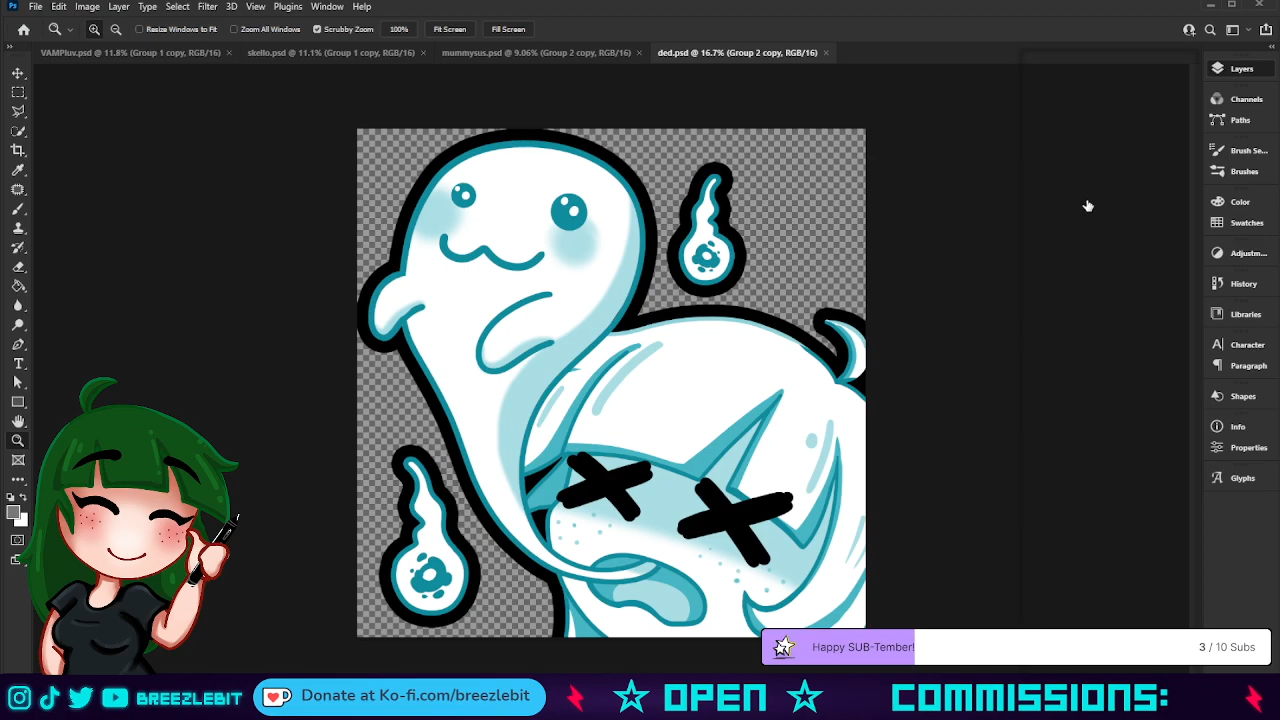 Ps File Edit Image Layer Type Select Filter 3D View Plugins Window Help
Resize Windows to Fit Zoom All Windows Scrubby Zoom 100% Fit Screen Fill Screen
VAMPluv.psd @ 11.8% (Group 1 copy, RGB/16) × skello.psd @ 11.1% (Group 1 copy, RGB/16) × mummysus.psd @ 9.06% (Group 2 copy, RGB/16) × ded.psd @ 16.7% (Group 2 copy, RGB/16) ×
Layers
Channels
Paths
Brush Se...
Brushes
Color
Swatches
Adjustm...
History
Libraries
Character
Paragraph
Shapes
Info
Properties
Glyphs
Happy SUB-Tember! 3 / 10 Subs
BREEZLEBIT Donate at Ko-fi.com/breezlebit OPEN COMMISSIONS: